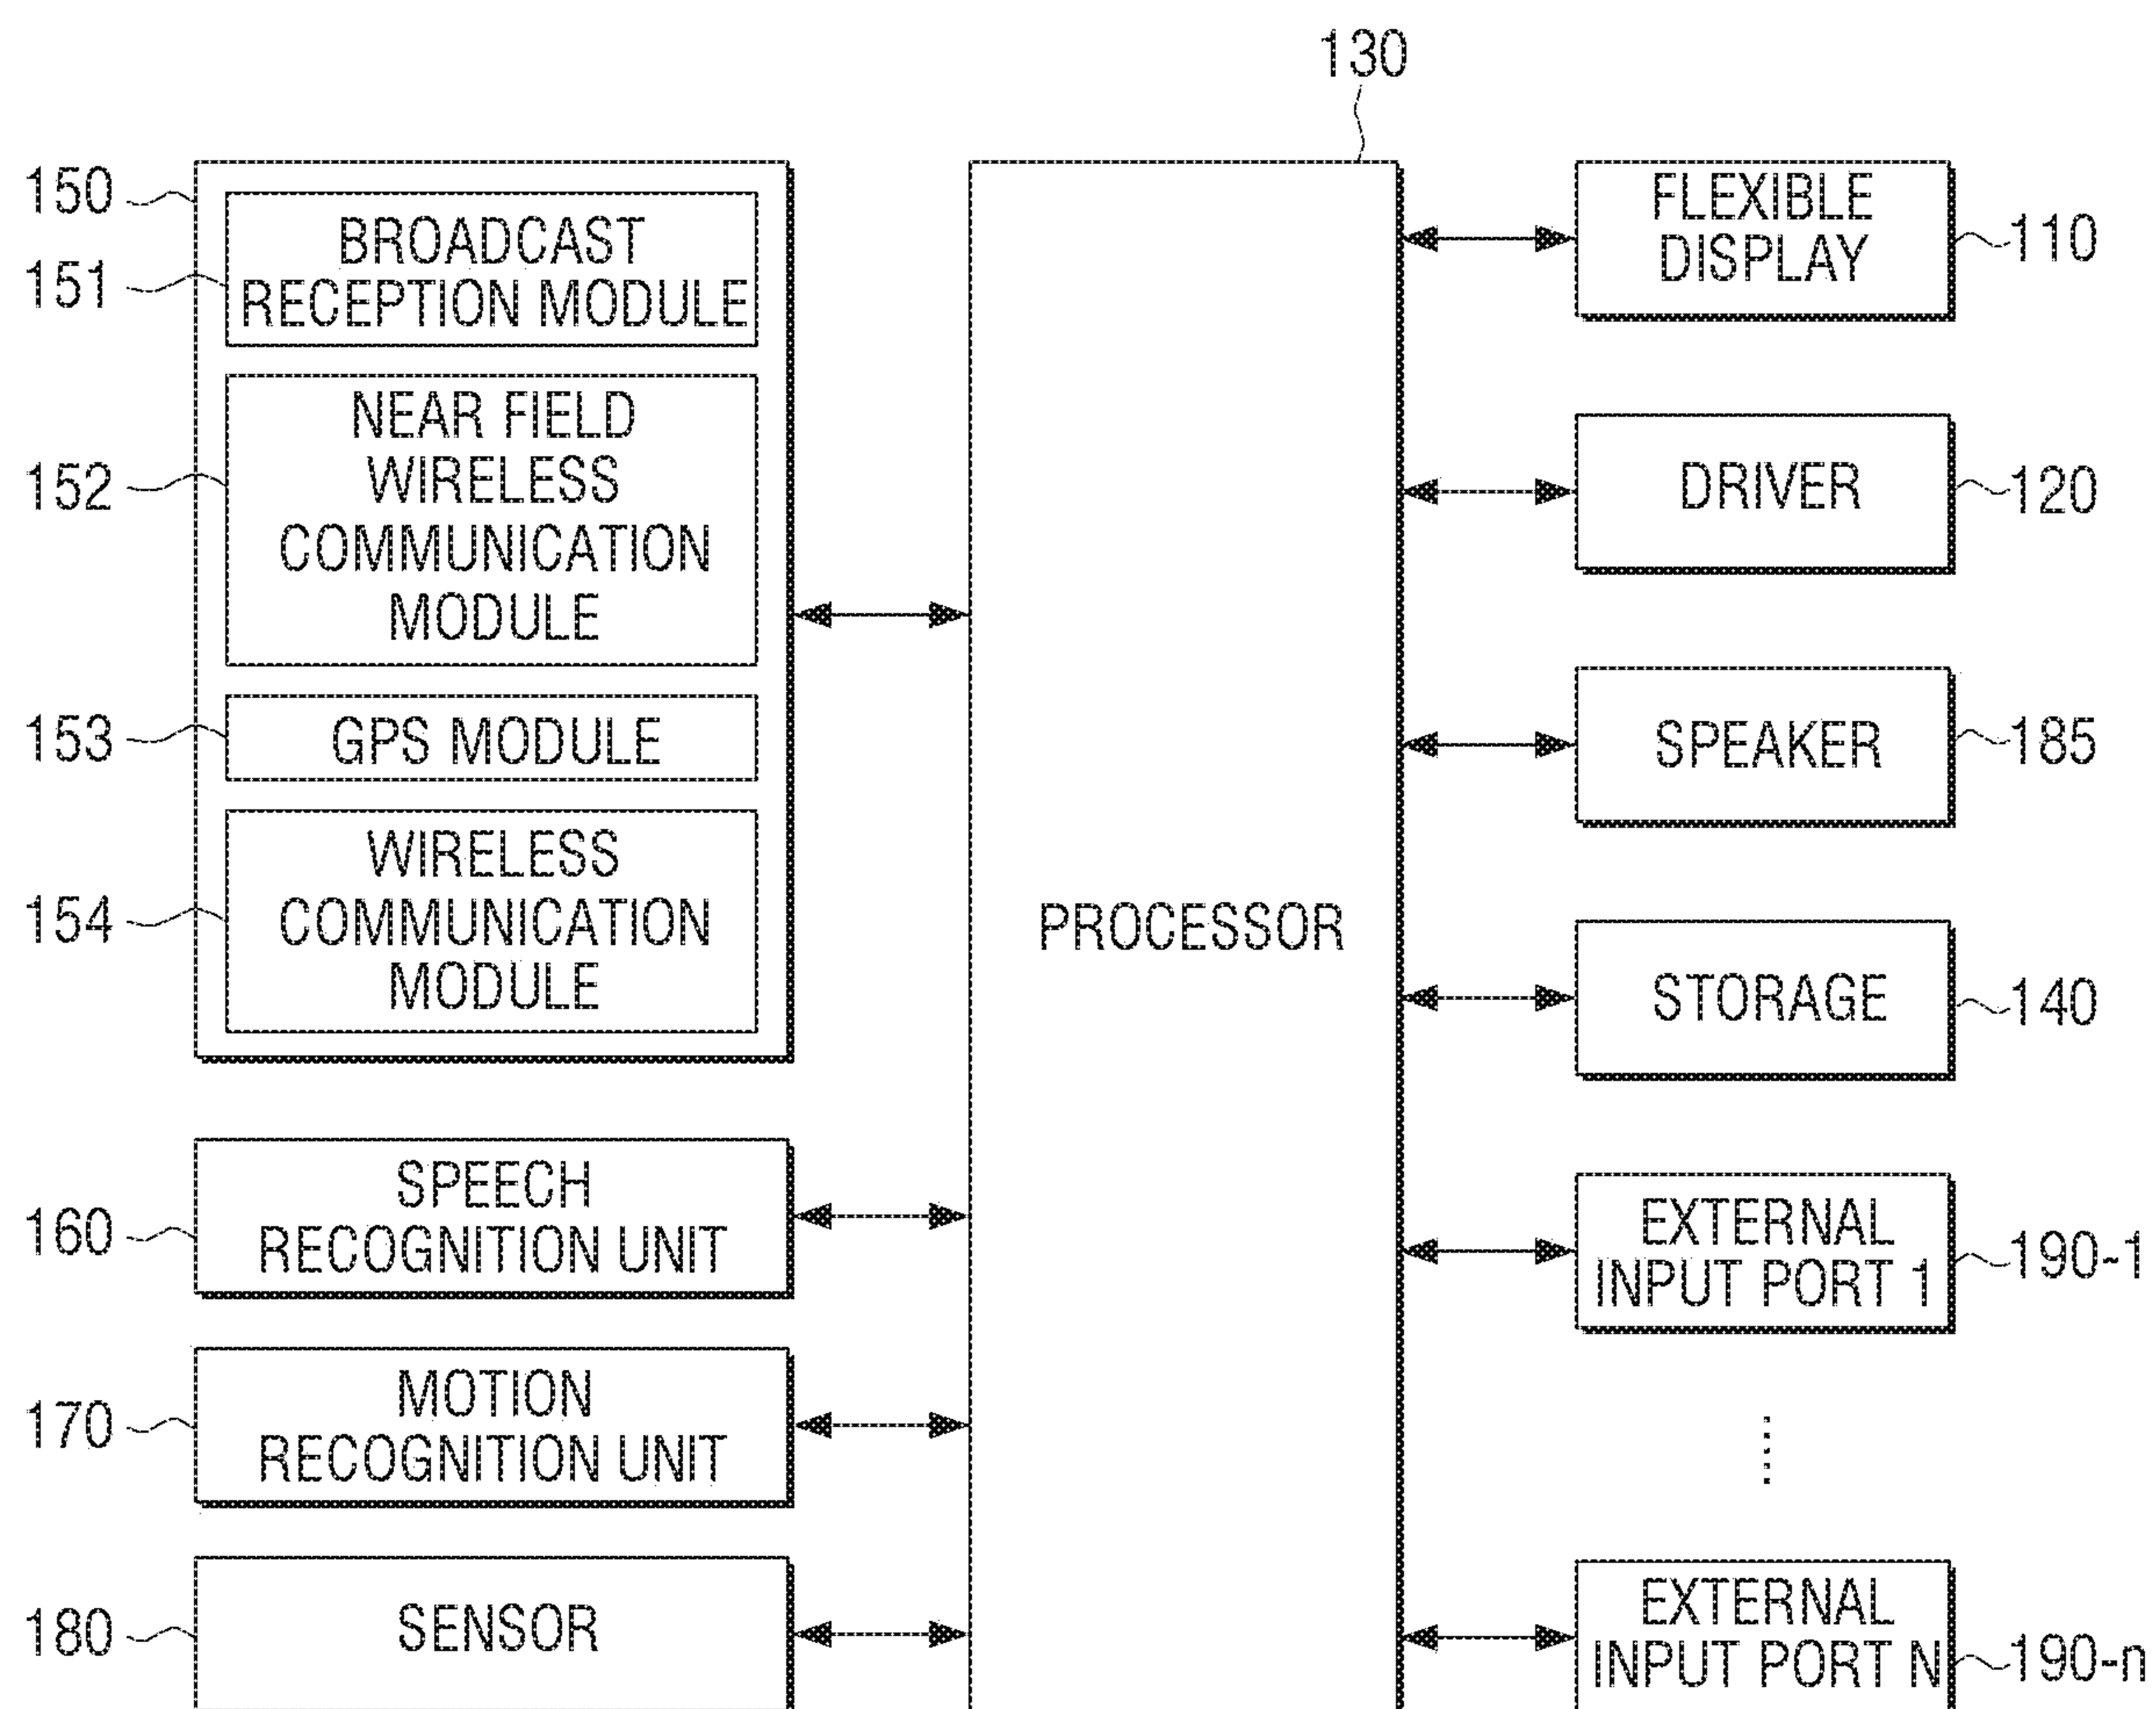 130
150
BROADCAST
RECEPTION MODULE
151
NEAR FIELD
WIRELESS
COMMUNICATION
MODULE
152
GPS MODULE
153
WIRELESS
COMMUNICATION
MODULE
154
SPEECH
RECOGNITION UNIT
160
MOTION
RECOGNITION UNIT
170
SENSOR
180
PROCESSOR
FLEXIBLE
DISPLAY
110
DRIVER
120
SPEAKER
185
STORAGE
140
EXTERNAL
INPUT PORT 1
190-1
EXTERNAL
INPUT PORT N
190-n